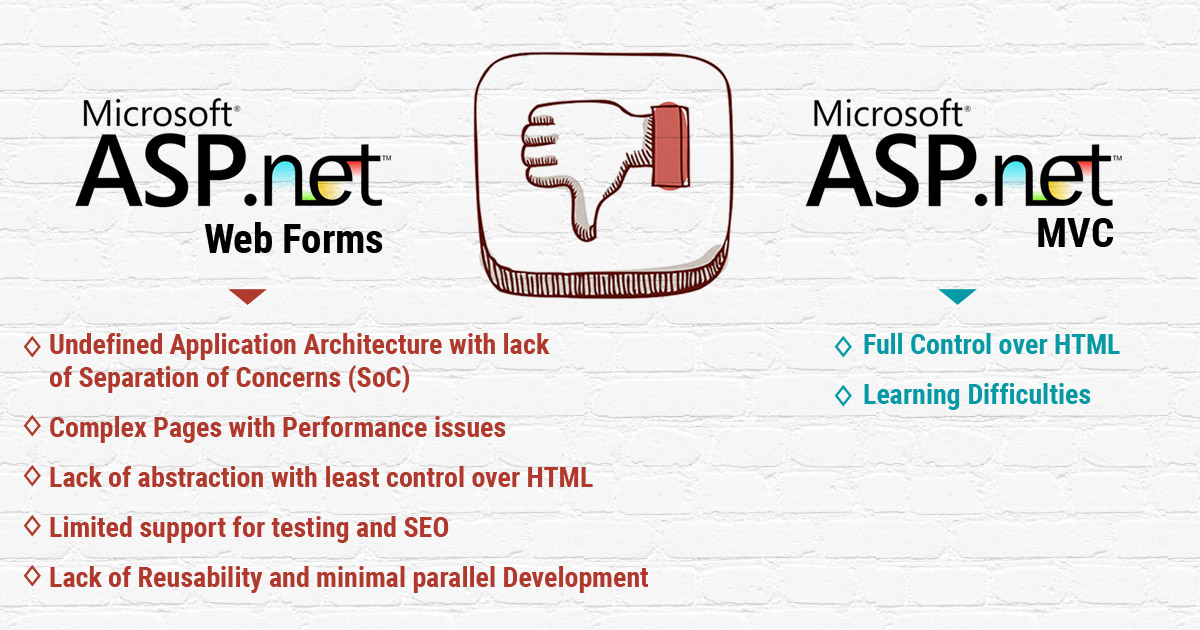 Microsoft®
ASP.net™
Web Forms
Undefined Application Architecture with lack
of Separation of Concerns (SoC)
Complex Pages with Performance issues
Lack of abstraction with least control over HTML
Limited support for testing and SEO
Lack of Reusability and minimal parallel Development
Microsoft®
ASP.net™
MVC
Full Control over HTML
Learning Difficulties